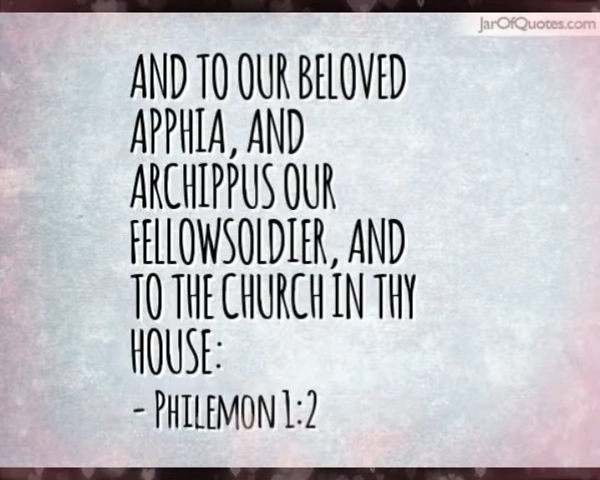 JarOfQuotes.com
AND TO OUR BELOVED
APPHIA, AND
ARCHIPPUS OUR
FELLOWSOLDIER, AND
TO THE CHURCH IN THY
HOUSE:
- PHILEMON 1:2